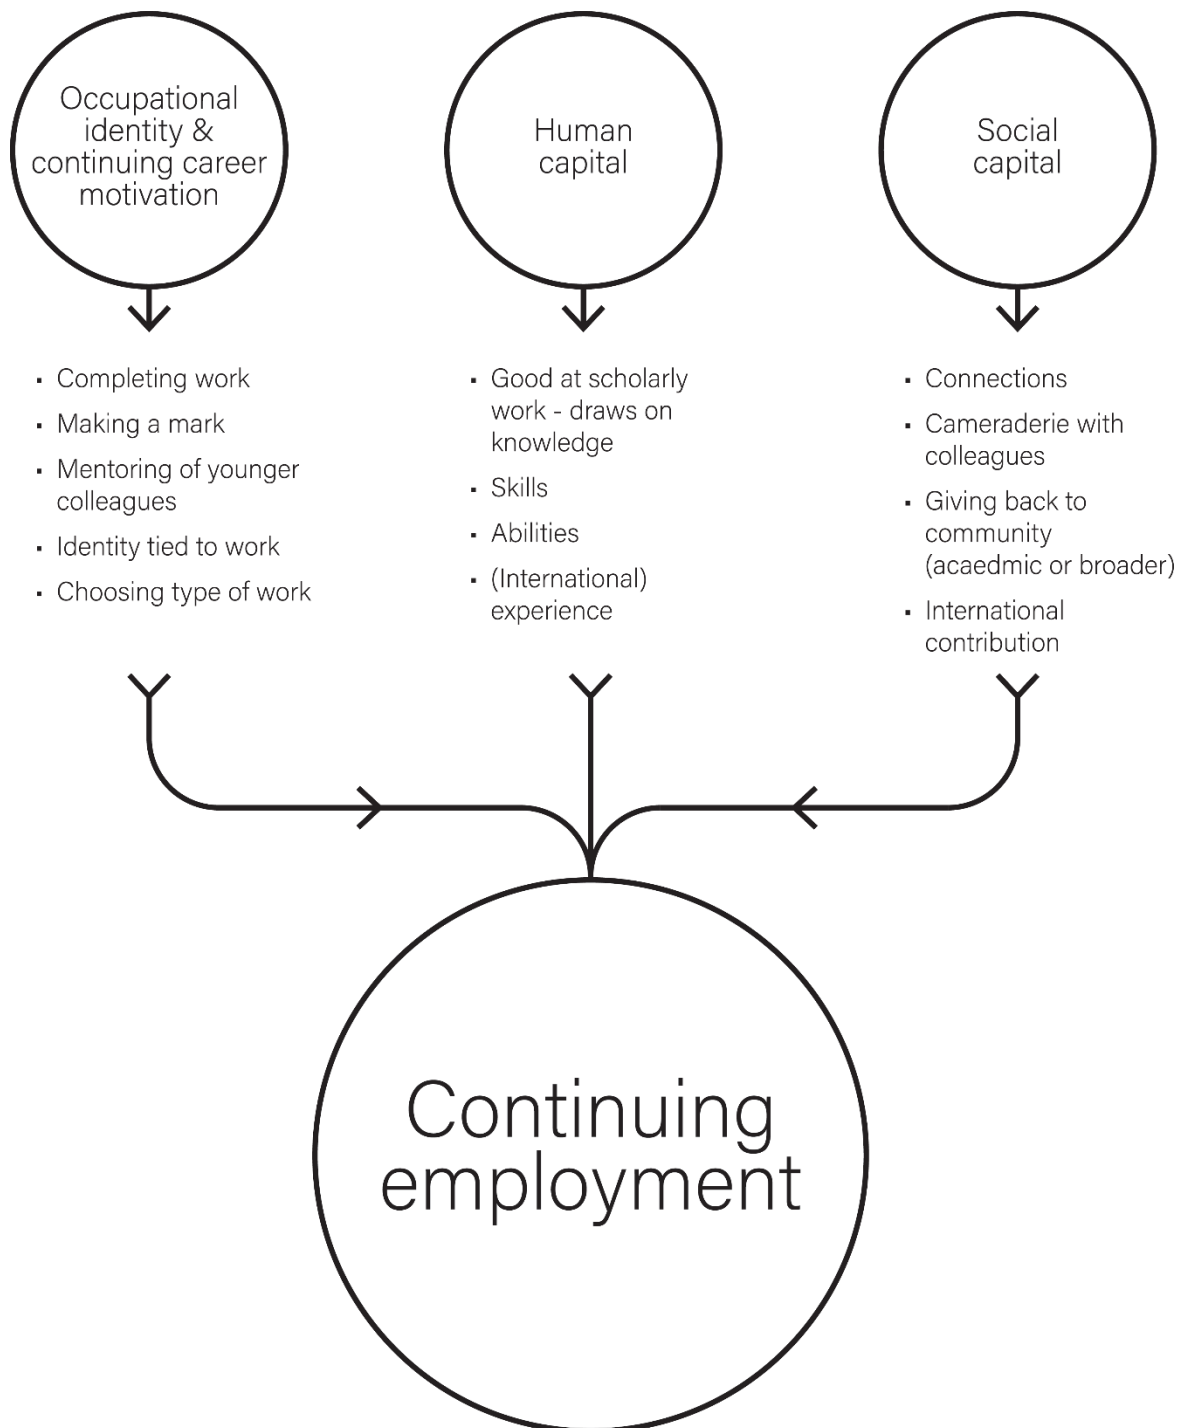 Occupational
identity &
continuing career
motivation
Human
capital
Social
capital
▪ Completing work
▪ Making a mark
▪ Mentoring of younger
colleagues
▪ Identity tied to work
▪ Choosing type of work
▪ Good at scholarly
work - draws on
knowledge
▪ Skills
▪ Abilities
▪ (International)
experience
▪ Connections
▪ Cameraderie with
colleagues
▪ Giving back to
community
(acaedmic or broader)
▪ International
contribution
Continuing
employment